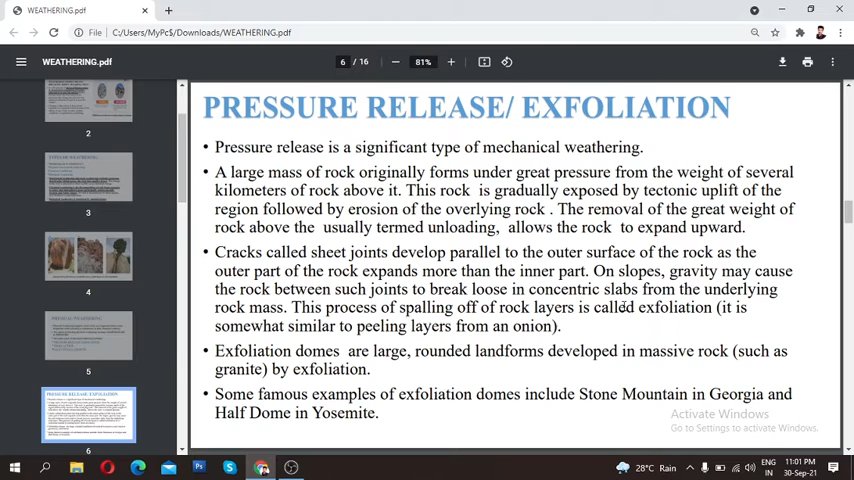 WEATHERING.pdf
File
C:/Users/MyPc$/Downloads/WEATHERING.pdf
WEATHERING.pdf
6 / 16
81%
2
3
4
5
PRESSURE RELEASE/ EXFOLIATION
6
PRESSURE RELEASE/ EXFOLIATION
• Pressure release is a significant type of mechanical weathering.
• A large mass of rock originally forms under great pressure from the weight of several
kilometers of rock above it. This rock is gradually exposed by tectonic uplift of the
region followed by erosion of the overlying rock . The removal of the great weight of
rock above the usually termed unloading, allows the rock to expand upward.
• Cracks called sheet joints develop parallel to the outer surface of the rock as the
outer part of the rock expands more than the inner part. On slopes, gravity may cause
the rock between such joints to break loose in concentric slabs from the underlying
rock mass. This process of spalling off of rock layers is called exfoliation (it is
somewhat similar to peeling layers from an onion).
• Exfoliation domes are large, rounded landforms developed in massive rock (such as
granite) by exfoliation.
• Some famous examples of exfoliation domes include Stone Mountain in Georgia and
Half Dome in Yosemite.
Activate Windows
Go to Settings to activate Windows.
28°C Rain
ENG
IN
11:01 PM
30-Sep-21